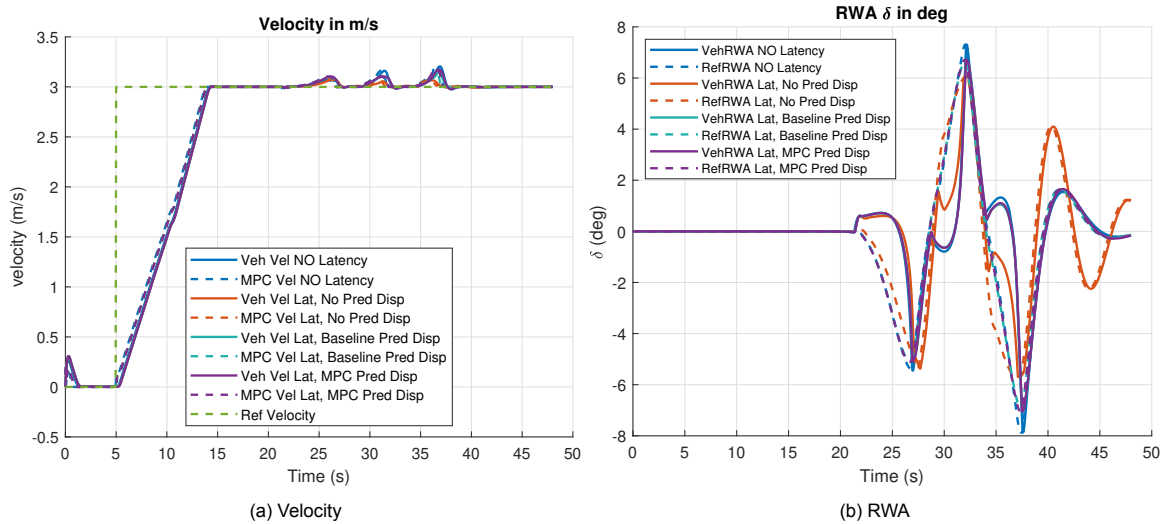 Velocity in m/s
3.5
3
2.5
2
1.5
1
0.5
0
-0.5
velocity (m/s)
Veh Vel NO Latency
MPC Vel NO Latency
Veh Vel Lat, No Pred Disp
MPC Vel Lat, No Pred Disp
Veh Vel Lat, Baseline Pred Disp
MPC Vel Lat, Baseline Pred Disp
Veh Vel Lat, MPC Pred Disp
MPC Vel Lat, MPC Pred Disp
Ref Velocity
0 5 10 15 20 25 30 35 40 45 50
Time (s)
(a) Velocity
RWA δ in deg
8
6
4
2
0
-2
-4
-6
-8
δ (deg)
VehRWA NO Latency
RefRWA NO Latency
VehRWA Lat, No Pred Disp
RefRWA Lat, No Pred Disp
VehRWA Lat, Baseline Pred Disp
RefRWA Lat, Baseline Pred Disp
VehRWA Lat, MPC Pred Disp
RefRWA Lat, MPC Pred Disp
0 5 10 15 20 25 30 35 40 45 50
Time (s)
(b) RWA